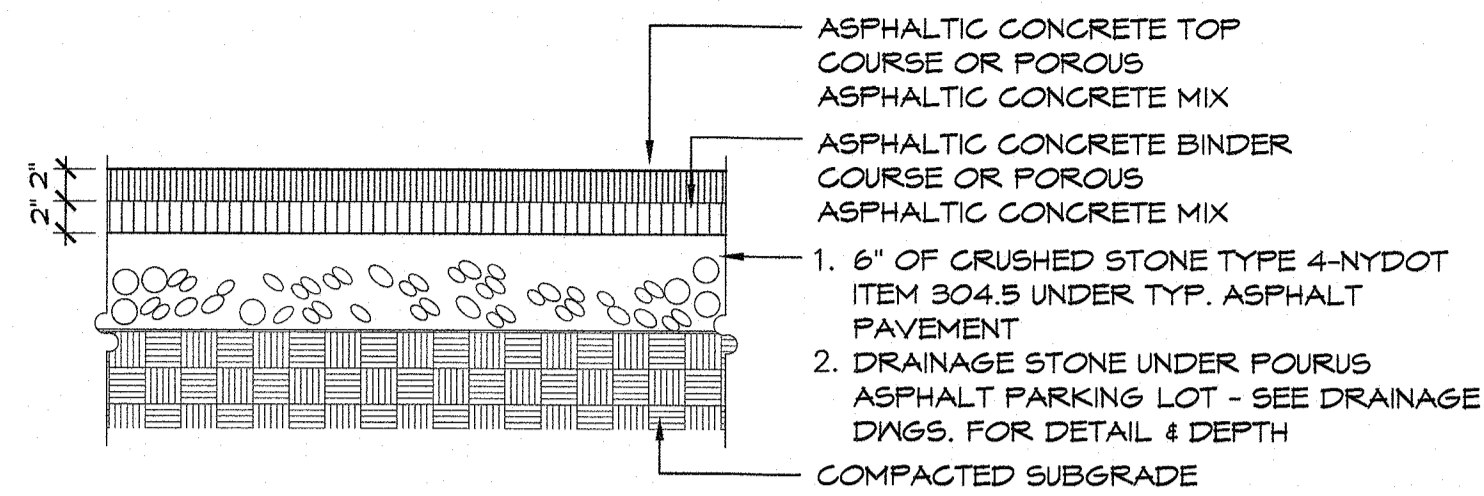 ASPHALTIC CONCRETE TOP
COURSE OR POROUS
ASPHALTIC CONCRETE MIX
ASPHALTIC CONCRETE BINDER
COURSE OR POROUS
ASPHALTIC CONCRETE MIX
2" 2"
1. 6" OF CRUSHED STONE TYPE 4-NYDOT
ITEM 304.5 UNDER TYP. ASPHALT
PAVEMENT
2. DRAINAGE STONE UNDER POURUS
ASPHALT PARKING LOT - SEE DRAINAGE
DWGS. FOR DETAIL & DEPTH
COMPACTED SUBGRADE